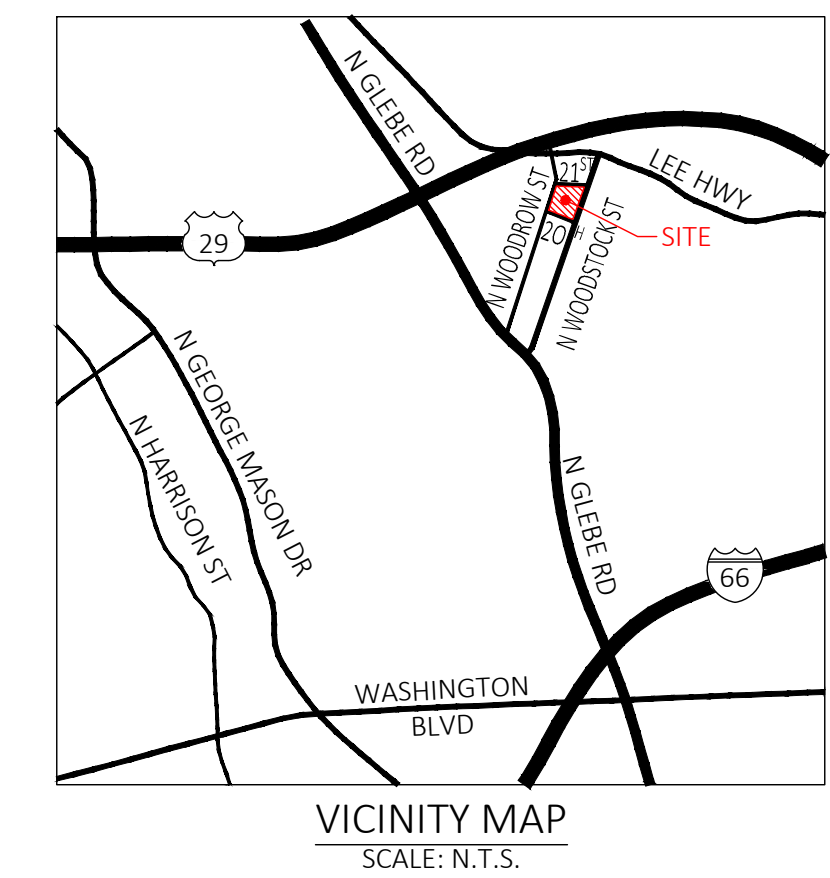 N GLEBE RD
LEE HWY
21ST
N WOODROW ST
29
20TH
SITE
N WOODSTOCK ST
N GEORGE MASON DR
N HARRISON ST
N GLEBE RD
66
WASHINGTON
BLVD
VICINITY MAP
SCALE: N.T.S.